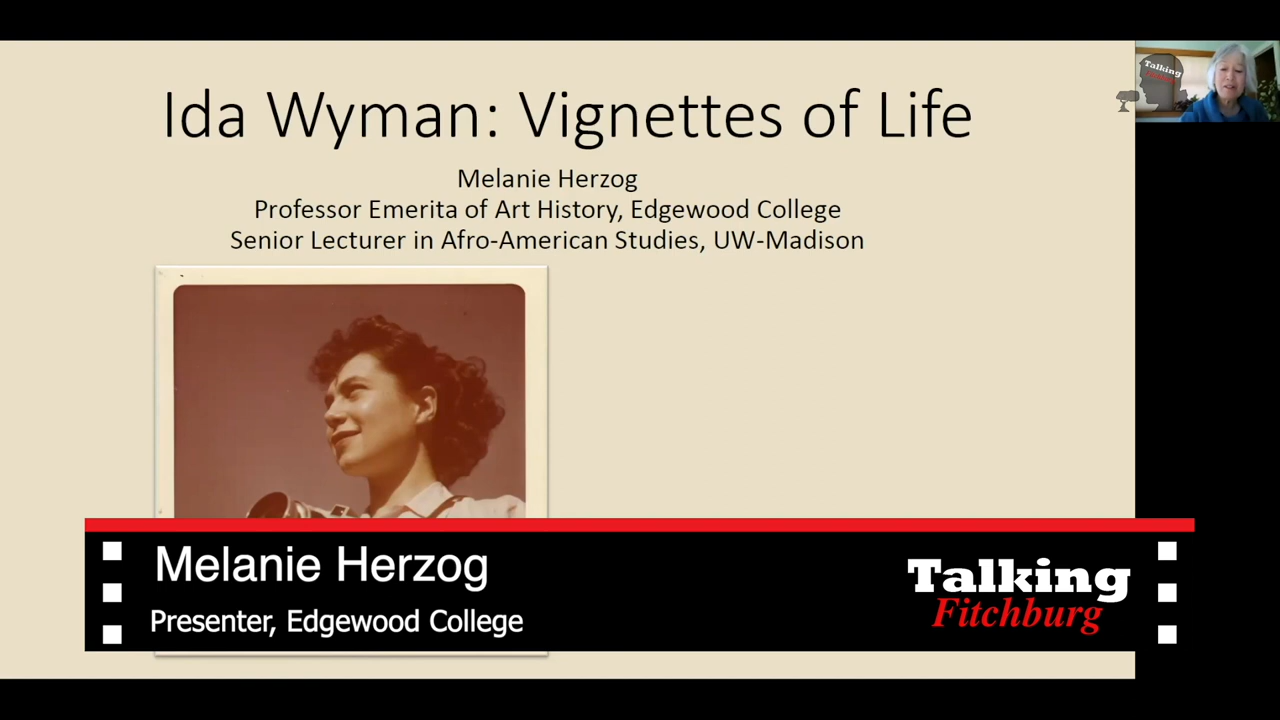 Ida Wyman: Vignettes of Life
Melanie Herzog
Professor Emerita of Art History, Edgewood College
Senior Lecturer in Afro-American Studies, UW-Madison
Talking
Melanie Herzog
Presenter, Edgewood College
Talking
Fitchburg